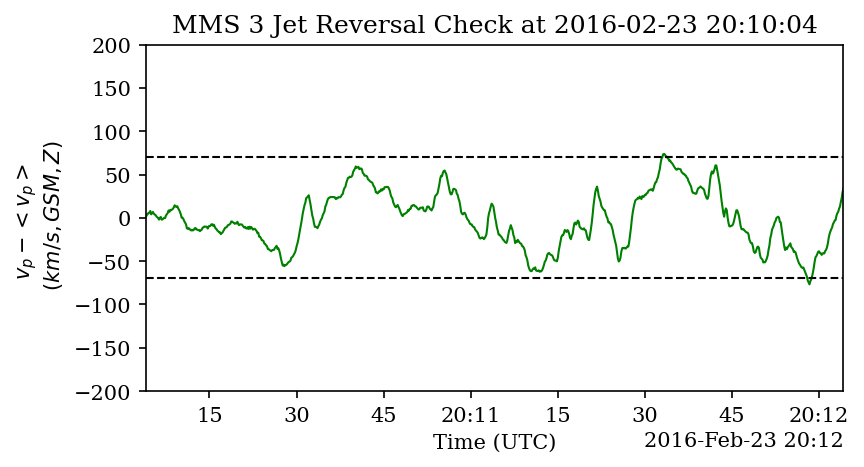 MMS 3 Jet Reversal Check at 2016-02-23 20:10:04
200
150
100
50
0
−50
−100
−150
−200
v_p − < v_p >
(km/s, GSM, Z)
15 30 45 20:11 15 30 45 20:12
Time (UTC)
2016-Feb-23 20:12